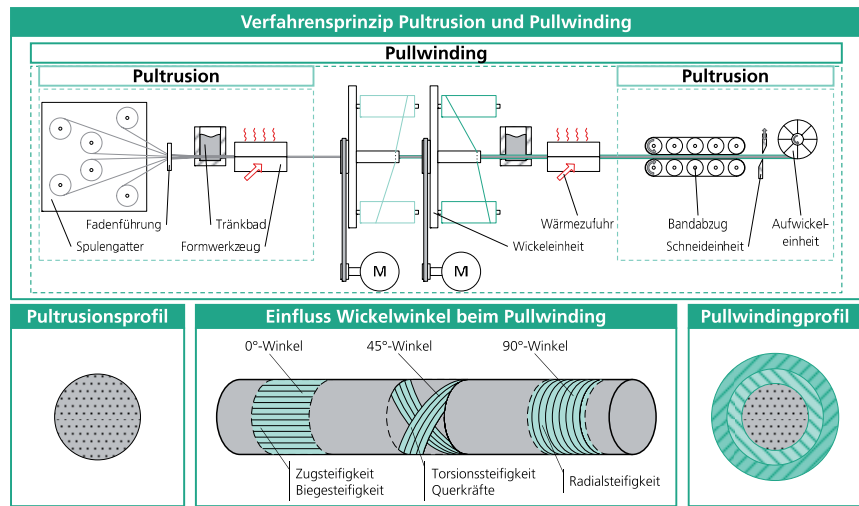 Verfahrensprinzip Pultrusion und Pullwinding
Pullwinding
Pultrusion
Pultrusion
Fadenführung
Tränkbad
Spulengatter
Formwerkzeug
M
M
Wickeleinheit
Wärmezufuhr
Bandabzug
Schneideinheit
Aufwickel-
einheit
Pultrusionsprofil
Einfluss Wickelwinkel beim Pullwinding
0°-Winkel
45°-Winkel
90°-Winkel
Zugsteifigkeit
Biegesteifigkeit
Torsionssteifigkeit
Querkräfte
Radialsteifigkeit
Pullwindingprofil